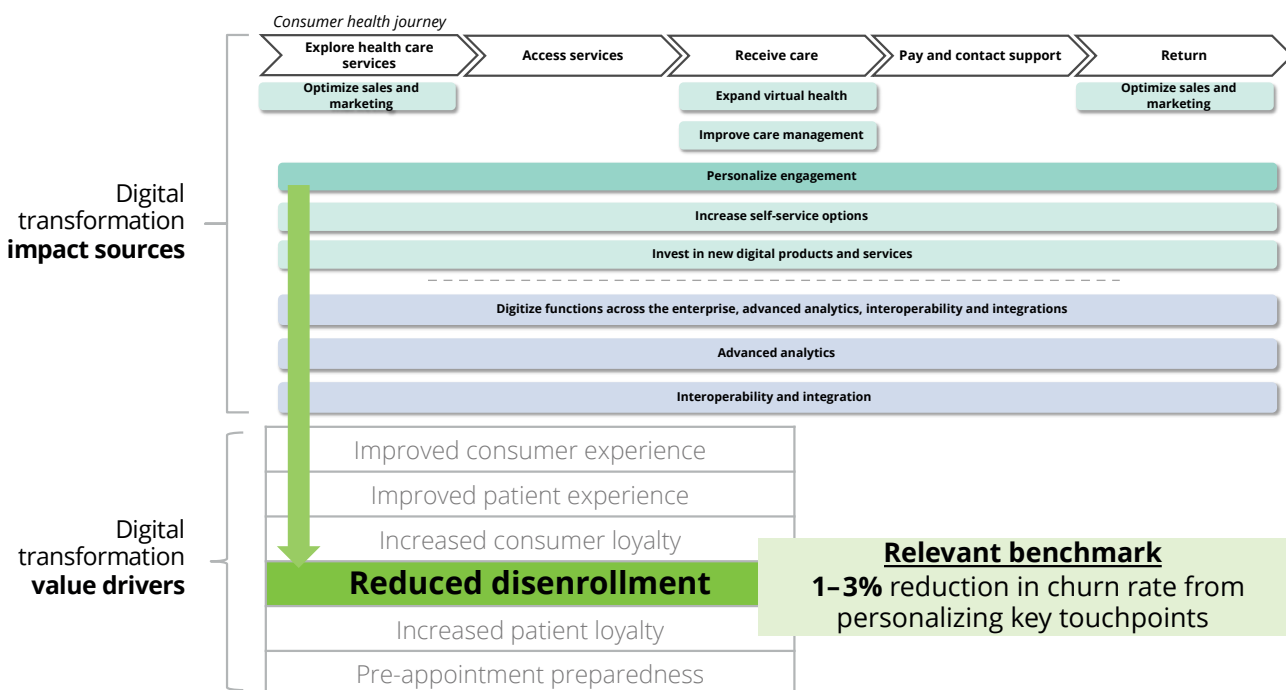 Consumer health journey
Explore health care
services
Access services
Receive care
Pay and contact support
Return
Optimize sales and
marketing
Expand virtual health
Optimize sales and
marketing
Improve care management
Personalize engagement
Increase self-service options
Invest in new digital products and services
Digitize functions across the enterprise, advanced analytics, interoperability and integrations
Advanced analytics
Interoperability and integration
Digital
transformation
impact sources
Improved consumer experience
Improved patient experience
Increased consumer loyalty
Reduced disenrollment
Increased patient loyalty
Pre-appointment preparedness
Digital
transformation
value drivers
Relevant benchmark
1–3% reduction in churn rate from
personalizing key touchpoints